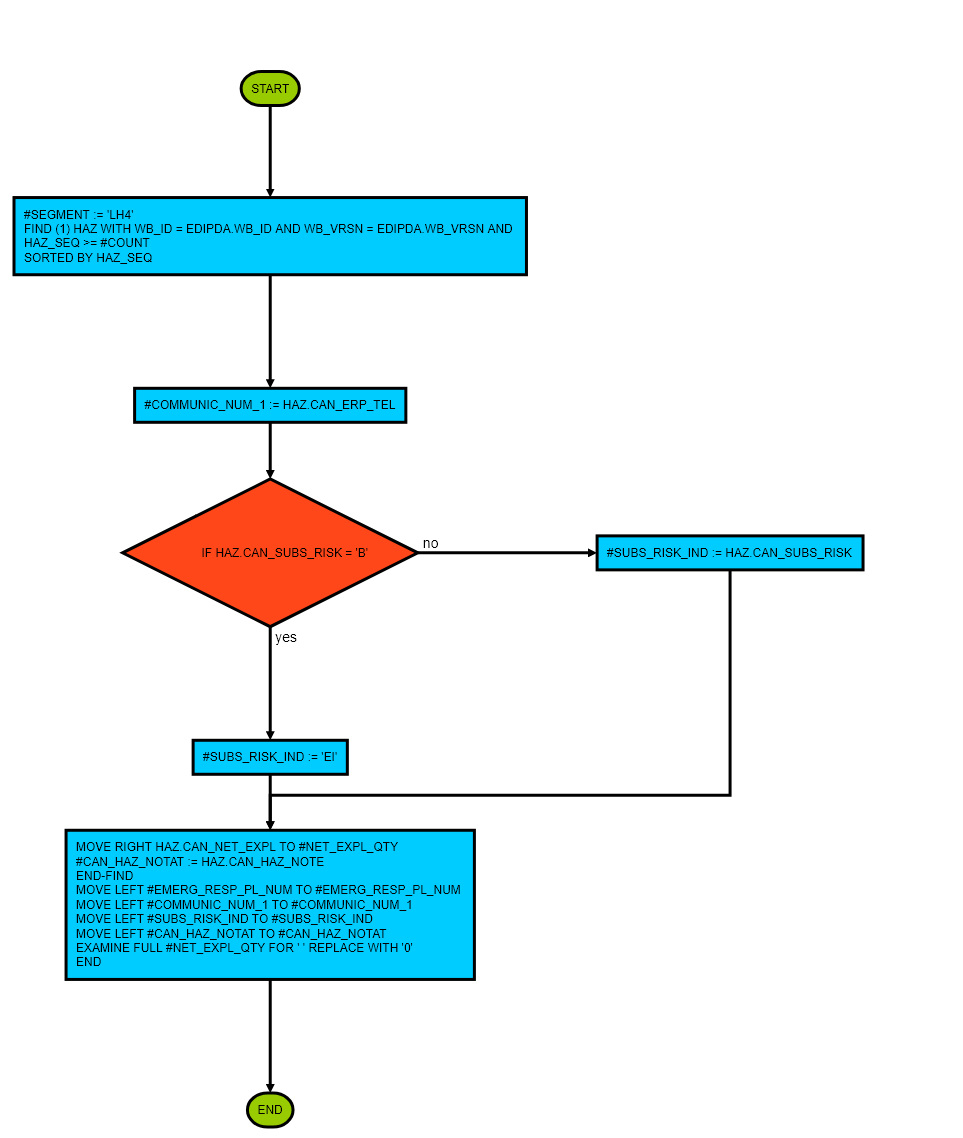 START
#SEGMENT := 'LH4'
FIND (1) HAZ WITH WB_ID = EDIPDA.WB_ID AND WB_VRSN = EDIPDA.WB_VRSN AND
HAZ_SEQ >= #COUNT
SORTED BY HAZ_SEQ
#COMMUNIC_NUM_1 := HAZ.CAN_ERP_TEL
IF HAZ.CAN_SUBS_RISK = 'B'
no
#SUBS_RISK_IND := HAZ.CAN_SUBS_RISK
yes
#SUBS_RISK_IND := 'EI'
MOVE RIGHT HAZ.CAN_NET_EXPL TO #NET_EXPL_QTY
#CAN_HAZ_NOTAT := HAZ.CAN_HAZ_NOTE
END-FIND
MOVE LEFT #EMERG_RESP_PL_NUM TO #EMERG_RESP_PL_NUM
MOVE LEFT #COMMUNIC_NUM_1 TO #COMMUNIC_NUM_1
MOVE LEFT #SUBS_RISK_IND TO #SUBS_RISK_IND
MOVE LEFT #CAN_HAZ_NOTAT TO #CAN_HAZ_NOTAT
EXAMINE FULL #NET_EXPL_QTY FOR ' ' REPLACE WITH '0'
END
END